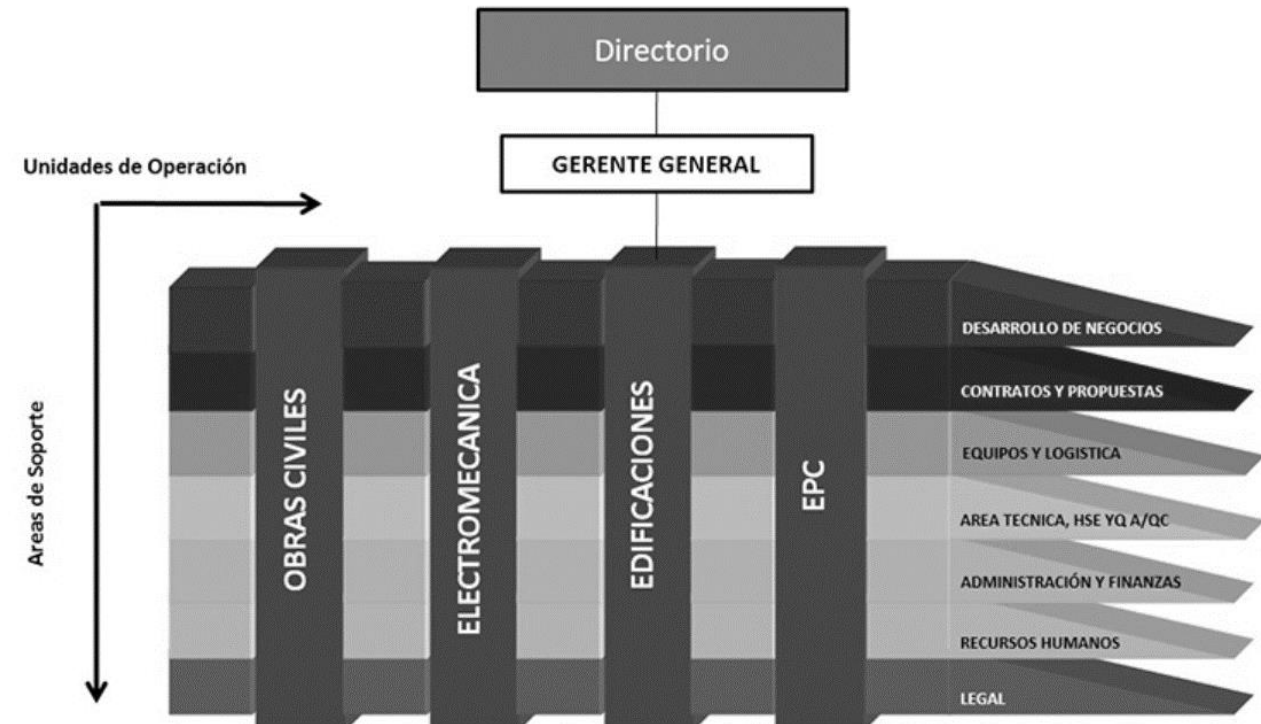 Directorio
GERENTE GENERAL
Unidades de Operación
Areas de Soporte
OBRAS CIVILES
ELECTROMECANICA
EDIFICACIONES
EPC
DESARROLLO DE NEGOCIOS
CONTRATOS Y PROPUESTAS
EQUIPOS Y LOGISTICA
AREA TECNICA, HSE YQ A/QC
ADMINISTRACIÓN Y FINANZAS
RECURSOS HUMANOS
LEGAL